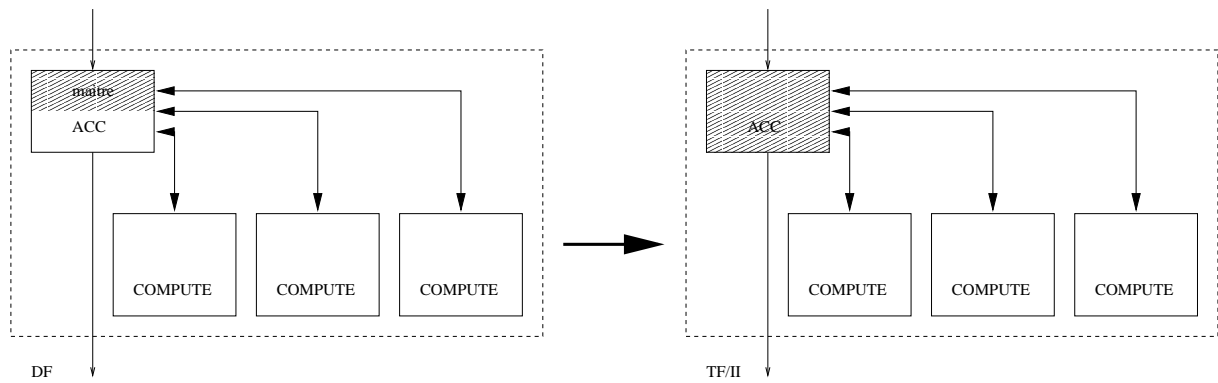 maitre
ACC
ACC
COMPUTE COMPUTE COMPUTE
COMPUTE COMPUTE COMPUTE
DF
TF/II